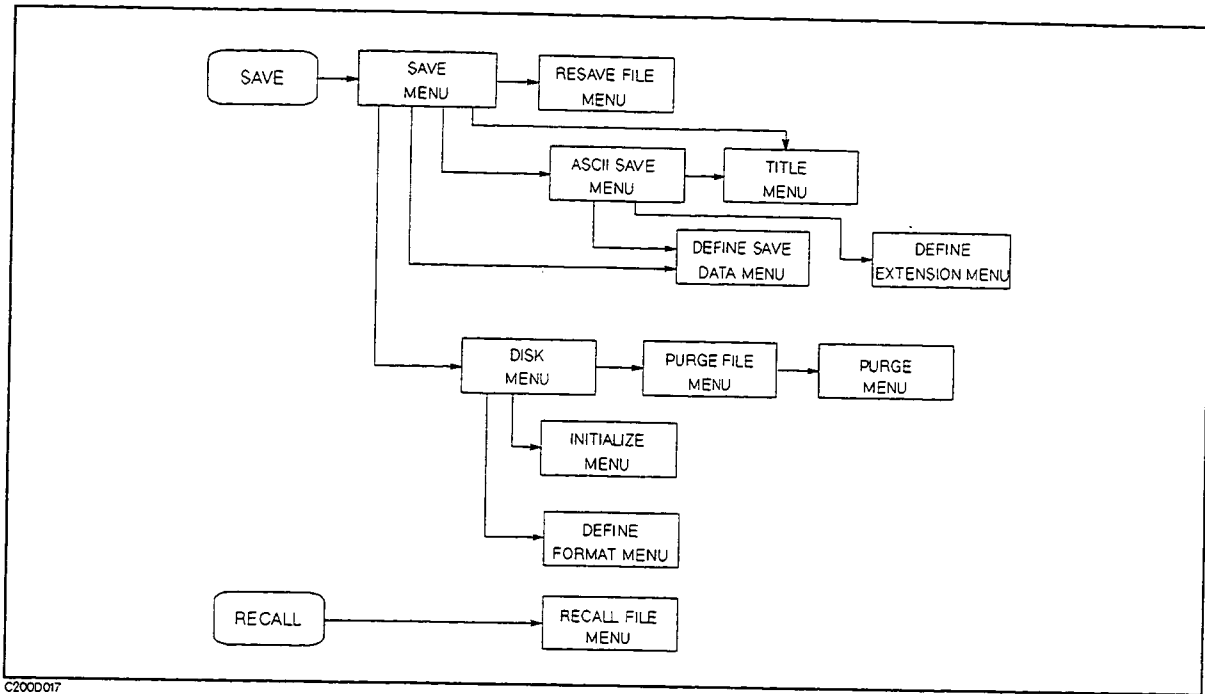 SAVE
SAVE
MENU
RESAVE FILE
MENU
ASCII SAVE
MENU
TITLE
MENU
DEFINE SAVE
DATA MENU
DEFINE
EXTENSION MENU
DISK
MENU
PURGE FILE
MENU
PURGE
MENU
INITIALIZE
MENU
DEFINE
FORMAT MENU
RECALL
RECALL FILE
MENU
C200D017